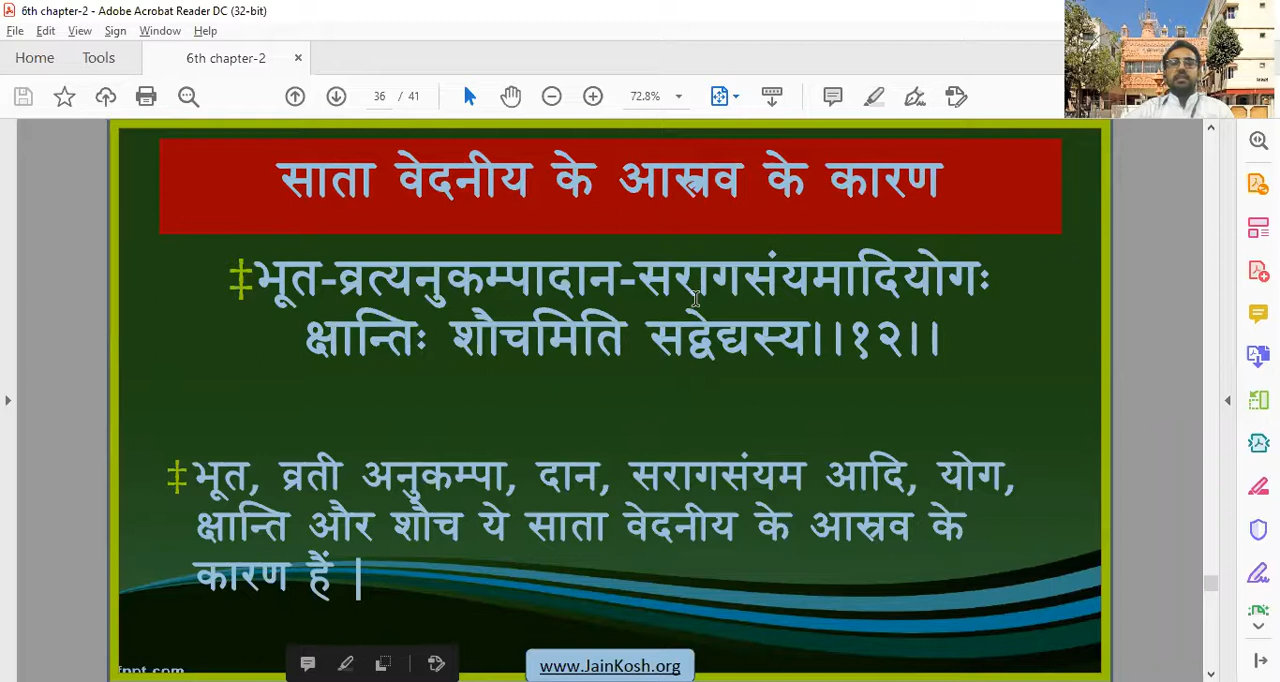 6th chapter-2 - Adobe Acrobat Reader DC (32-bit)
File Edit View Sign Window Help
Home Tools 6th chapter-2 ×
36 / 41 72.8%
साता वेदनीय के आस्त्रव के कारण
‡भूत-व्रत्यनुकम्पादान-सरागसंयमादियोगः
क्षान्तिः शौचमिति सद्वेद्यस्य।।१२।।
‡भूत, व्रती अनुकम्पा, दान, सरागसंयम आदि, योग,
क्षान्ति और शौच ये साता वेदनीय के आस्रव के
कारण हैं |
fppt.com
www.JainKosh.org